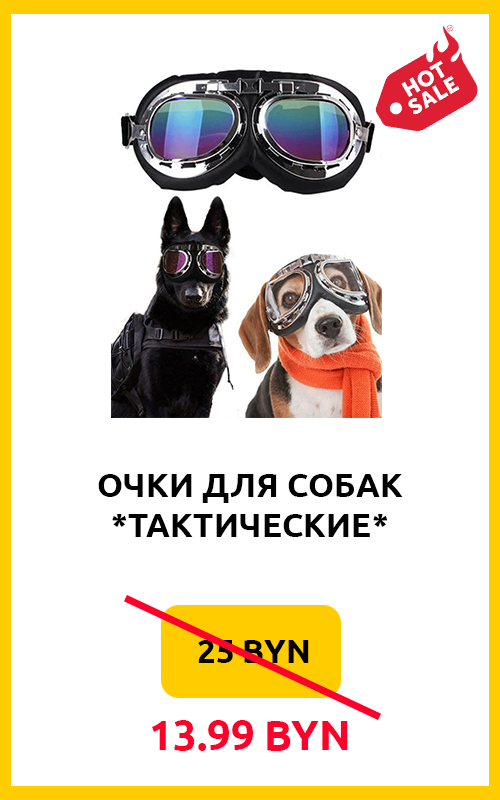 HOT
SALE
ОЧКИ ДЛЯ СОБАК
*ТАКТИЧЕСКИЕ*
25 BYN
13.99 BYN